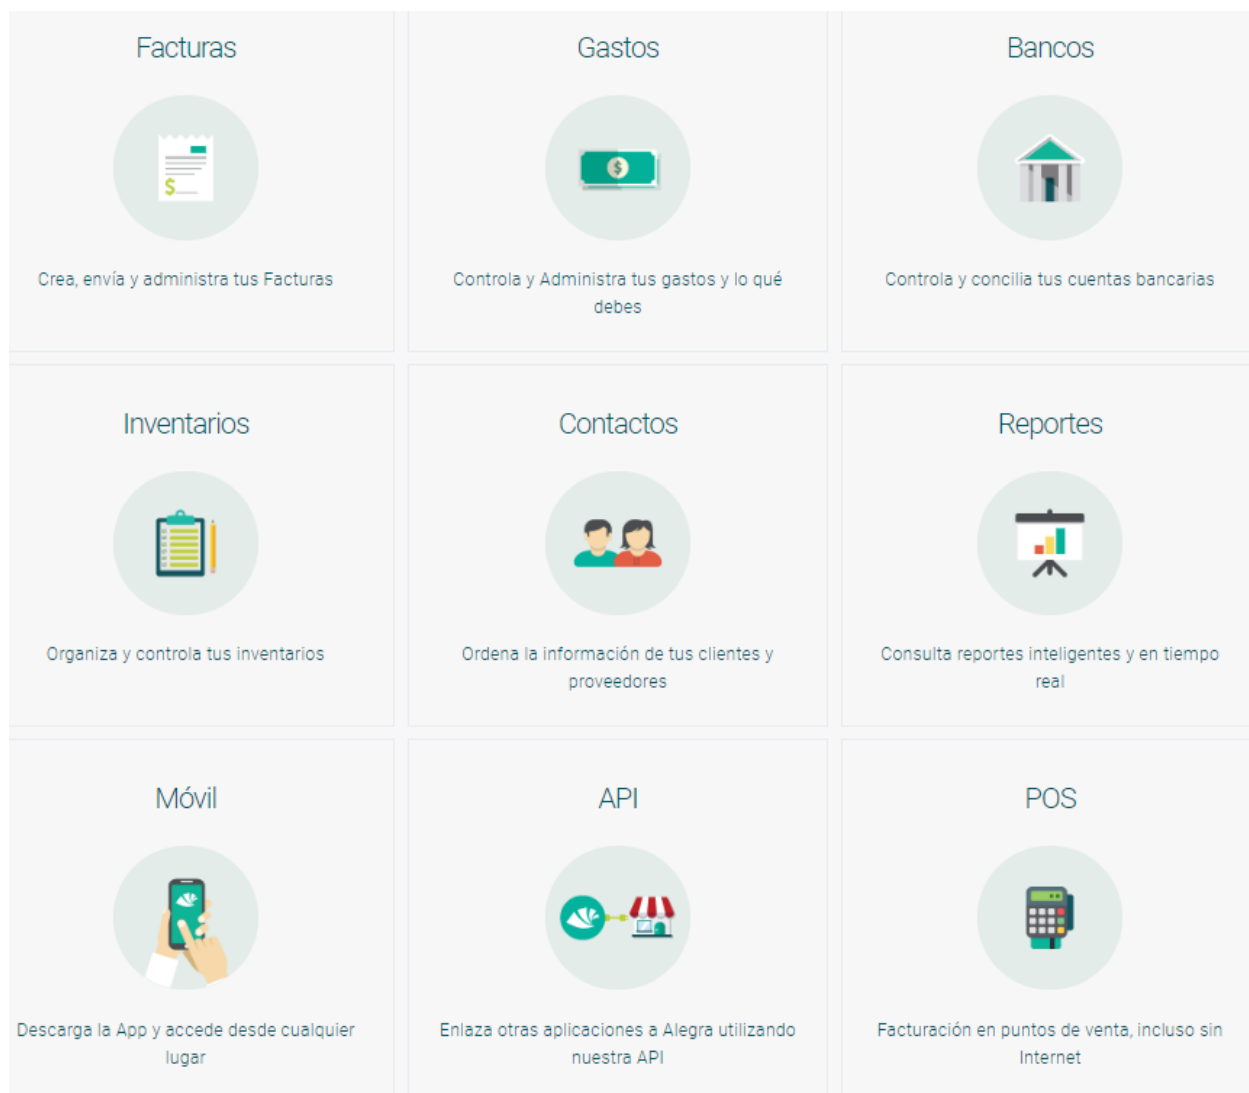 Facturas
Crea, envía y administra tus Facturas
Gastos
Controla y Administra tus gastos y lo qué
debes
Bancos
Controla y concilia tus cuentas bancarias
Inventarios
Organiza y controla tus inventarios
Contactos
Ordena la información de tus clientes y
proveedores
Reportes
Consulta reportes inteligentes y en tiempo
real
Móvil
Descarga la App y accede desde cualquier
lugar
API
Enlaza otras aplicaciones a Alegra utilizando
nuestra API
POS
Facturación en puntos de venta, incluso sin
Internet